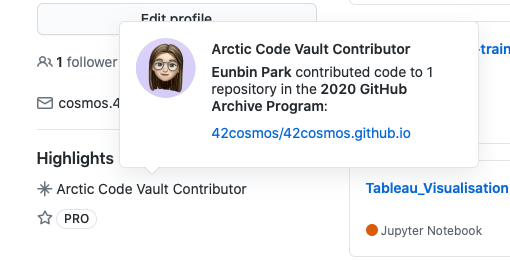 Edit profile
1 follower
cosmos.4
Highlights
Arctic Code Vault Contributor
PRO
Arctic Code Vault Contributor
Eunbin Park contributed code to 1
repository in the 2020 GitHub
Archive Program:
42cosmos/42cosmos.github.io
-train
Tableau_Visualisation
Jupyter Notebook